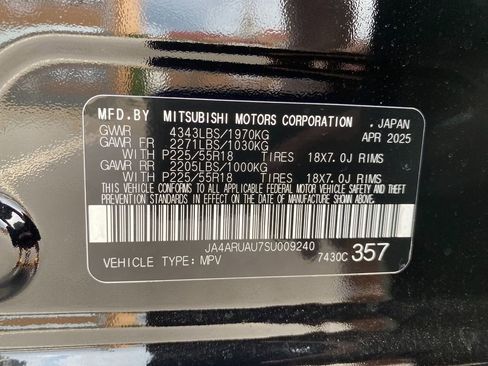 MFD.BY MITSUBISHI MOTORS CORPORATION . JAPAN
GWWR 4343LBS/1970KG APR 2025
GAWR FR 2271LBS/1030KG
WITH P225/55R18 TIRES 18X7.0J RIMS
GAWR RR 2205LBS/1000KG
WITH P225/55R18 TIRES 18X7.0J RIMS
THIS VEHICLE CONFORMS TO ALL APPLICABLE FEDERAL MOTOR VEHICLE SAFETY, BUMPER,
AND THEFT PREVENTION STANDARDS IN EFFECT ON THE DATE OF MANUFACTURE SHOWN ABOVE.
JA4ARUAU7SU009240
VEHICLE TYPE: MPV 7430C 357